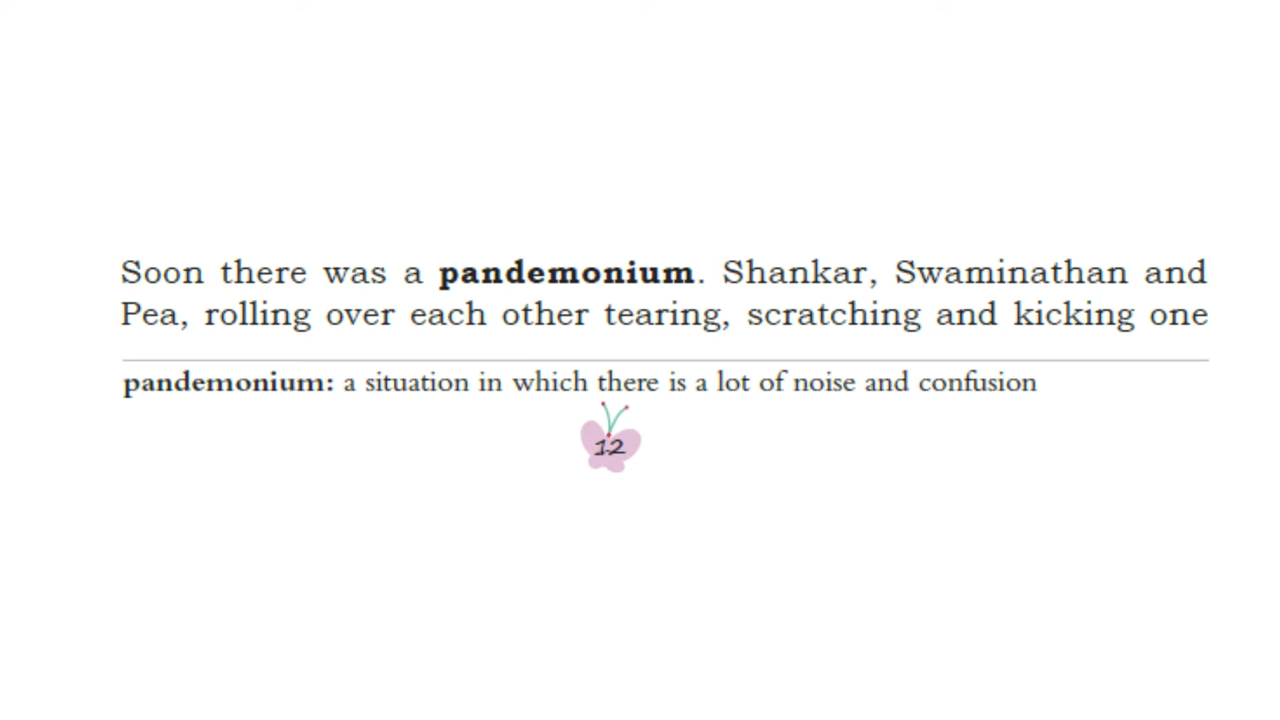 Soon there was a pandemonium. Shankar, Swaminathan and
Pea, rolling over each other tearing, scratching and kicking one
pandemonium: a situation in which there is a lot of noise and confusion
12